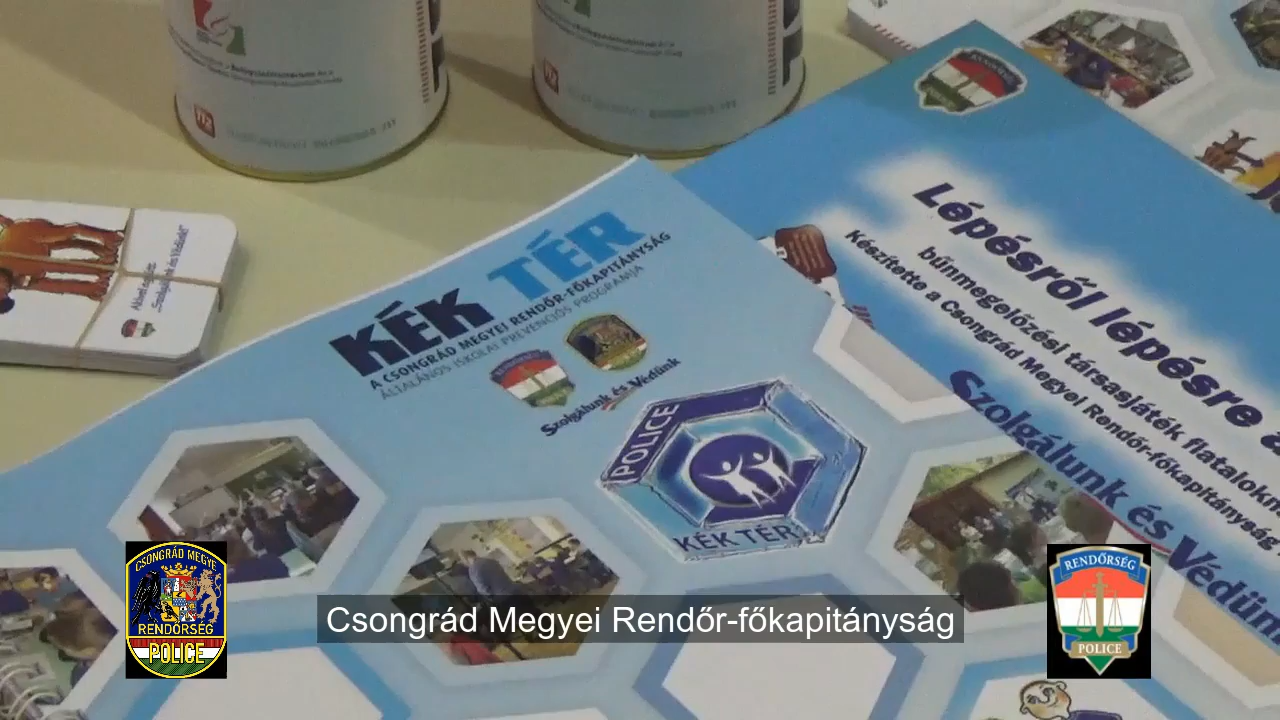 RENDŐRSÉG
Lépésről lépésre a
bűnmegelőzési társasjáték fiatalokn
Készítette a Csongrád Megyei Rendőr-főkapitányság
Szolgálunk és Védün
KÉK TÉR
A CSONGRÁD MEGYEI RENDŐR-FŐKAPITÁNYSÁG
ÁLTALÁNOS ISKOLAI PREVENCIÓS PROGRAMJA
Szolgálunk és Védünk
POLICE
KÉK TÉR
CSONGRÁD MEGYE
RENDŐRSÉG
POLICE
Csongrád Megyei Rendőr-főkapitányság
RENDŐRSÉG
POLICE